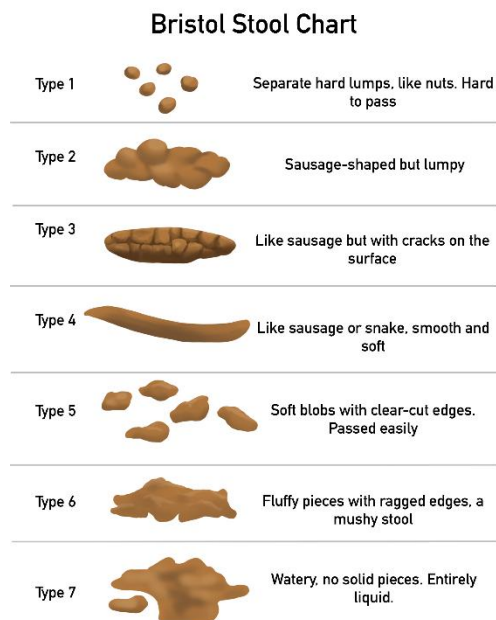 Bristol Stool Chart
Type 1
Separate hard lumps, like nuts. Hard
to pass
Type 2
Sausage-shaped but lumpy
Type 3
Like sausage but with cracks on the
surface
Type 4
Like sausage or snake, smooth and
soft
Type 5
Soft blobs with clear-cut edges.
Passed easily
Type 6
Fluffy pieces with ragged edges, a
mushy stool
Type 7
Watery, no solid pieces. Entirely
liquid.